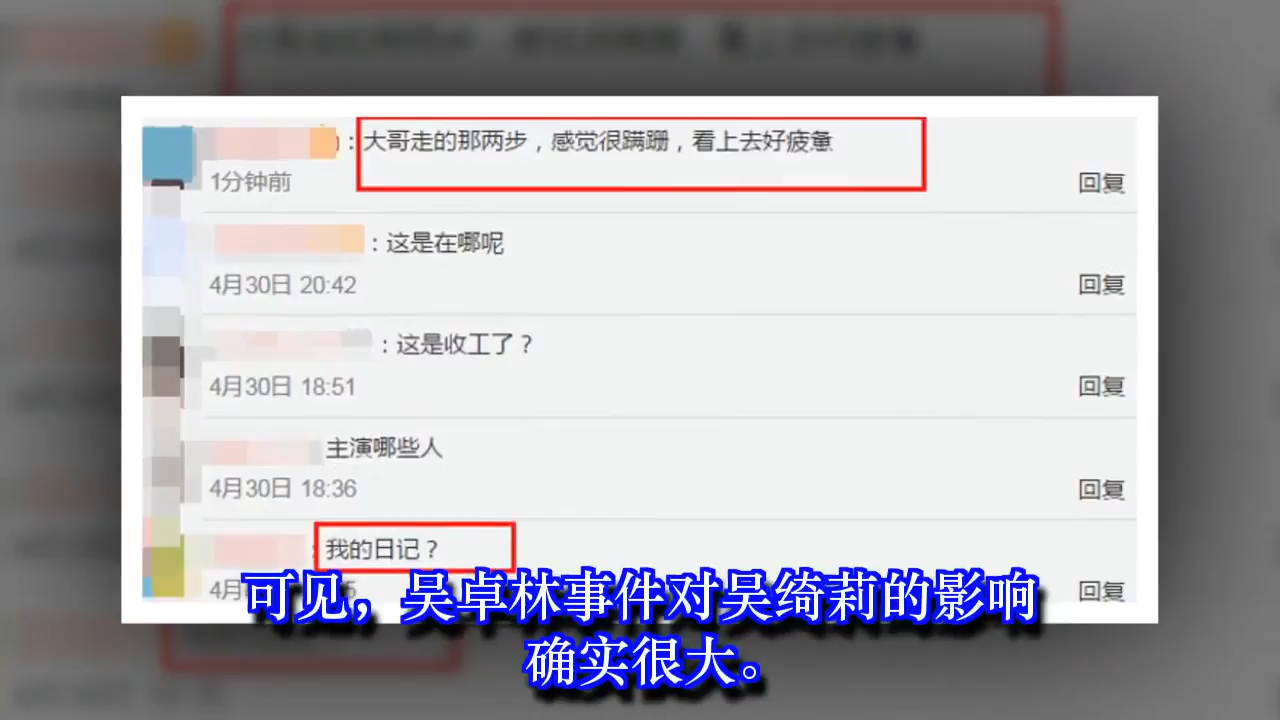 ：大哥走的那两步，感觉很蹒跚，看上去好疲惫
1分钟前 回复
：这是在哪呢
4月30日 20:42 回复
：这是收工了？
4月30日 18:51 回复
主演哪些人
4月30日 18:36 回复
：我的日记？
回复
可见，吴卓林事件对吴绮莉的影响
确实很大。